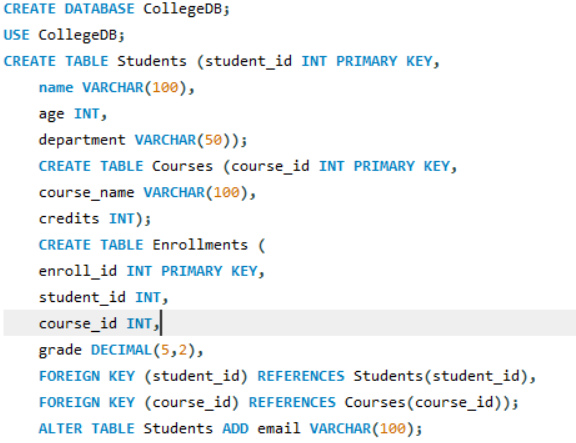 CREATE DATABASE CollegeDB;
USE CollegeDB;
CREATE TABLE Students (student_id INT PRIMARY KEY,
name VARCHAR(100),
age INT,
department VARCHAR(50));
CREATE TABLE Courses (course_id INT PRIMARY KEY,
course_name VARCHAR(100),
credits INT);
CREATE TABLE Enrollments (
enroll_id INT PRIMARY KEY,
student_id INT,
course_id INT,
grade DECIMAL(5,2),
FOREIGN KEY (student_id) REFERENCES Students(student_id),
FOREIGN KEY (course_id) REFERENCES Courses(course_id));
ALTER TABLE Students ADD email VARCHAR(100);